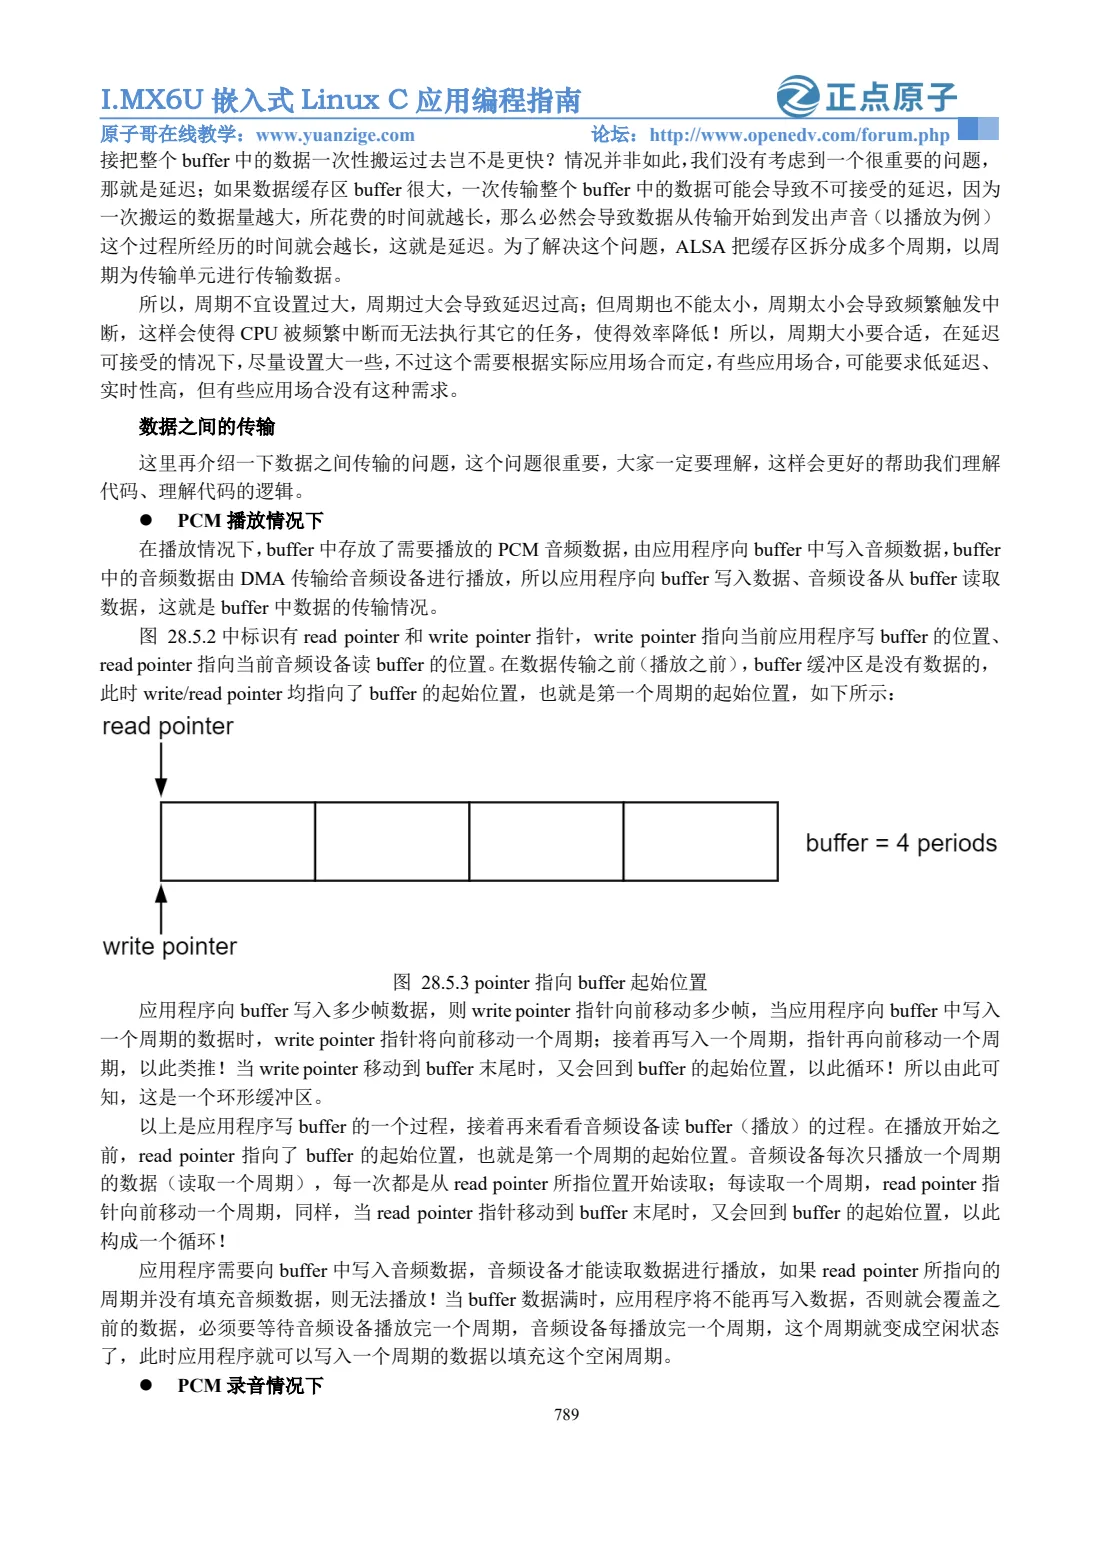 I.MX6U 嵌入式 Linux C 应用编程指南
正点原子
原子哥在线教学：www.yuanzige.com 论坛：http://www.openedv.com/forum.php
接把整个 buffer 中的数据一次性搬运过去岂不是更快？情况并非如此，我们没有考虑到一个很重要的问题，
那就是延迟；如果数据缓存区 buffer 很大，一次传输整个 buffer 中的数据可能会导致不可接受的延迟，因为
一次搬运的数据量越大，所花费的时间就越长，那么必然会导致数据从传输开始到发出声音（以播放为例）
这个过程所经历的时间就会越长，这就是延迟。为了解决这个问题，ALSA 把缓存区拆分成多个周期，以周
期为传输单元进行传输数据。
所以，周期不宜设置过大，周期过大会导致延迟过高；但周期也不能太小，周期太小会导致频繁触发中
断，这样会使得 CPU 被频繁中断而无法执行其它的任务，使得效率降低！所以，周期大小要合适，在延迟
可接受的情况下，尽量设置大一些，不过这个需要根据实际应用场合而定，有些应用场合，可能要求低延迟、
实时性高，但有些应用场合没有这种需求。
数据之间的传输
这里再介绍一下数据之间传输的问题，这个问题很重要，大家一定要理解，这样会更好的帮助我们理解
代码、理解代码的逻辑。
● PCM 播放情况下
在播放情况下，buffer 中存放了需要播放的 PCM 音频数据，由应用程序向 buffer 中写入音频数据，buffer
中的音频数据由 DMA 传输给音频设备进行播放，所以应用程序向 buffer 写入数据、音频设备从 buffer 读取
数据，这就是 buffer 中数据的传输情况。
图 28.5.2 中标识有 read pointer 和 write pointer 指针，write pointer 指向当前应用程序写 buffer 的位置、
read pointer 指向当前音频设备读 buffer 的位置。在数据传输之前（播放之前），buffer 缓冲区是没有数据的，
此时 write/read pointer 均指向了 buffer 的起始位置，也就是第一个周期的起始位置，如下所示：
read pointer
buffer = 4 periods
write pointer
图 28.5.3 pointer 指向 buffer 起始位置
应用程序向 buffer 写入多少帧数据，则 write pointer 指针向前移动多少帧，当应用程序向 buffer 中写入
一个周期的数据时，write pointer 指针将向前移动一个周期；接着再写入一个周期，指针再向前移动一个周
期，以此类推！当 write pointer 移动到 buffer 末尾时，又会回到 buffer 的起始位置，以此循环！所以由此可
知，这是一个环形缓冲区。
以上是应用程序写 buffer 的一个过程，接着再来看看音频设备读 buffer（播放）的过程。在播放开始之
前，read pointer 指向了 buffer 的起始位置，也就是第一个周期的起始位置。音频设备每次只播放一个周期
的数据（读取一个周期），每一次都是从 read pointer 所指位置开始读取；每读取一个周期，read pointer 指
针向前移动一个周期，同样，当 read pointer 指针移动到 buffer 末尾时，又会回到 buffer 的起始位置，以此
构成一个循环！
应用程序需要向 buffer 中写入音频数据，音频设备才能读取数据进行播放，如果 read pointer 所指向的
周期并没有填充音频数据，则无法播放！当 buffer 数据满时，应用程序将不能再写入数据，否则就会覆盖之
前的数据，必须要等待音频设备播放完一个周期，音频设备每播放完一个周期，这个周期就变成空闲状态
了，此时应用程序就可以写入一个周期的数据以填充这个空闲周期。
● PCM 录音情况下
789